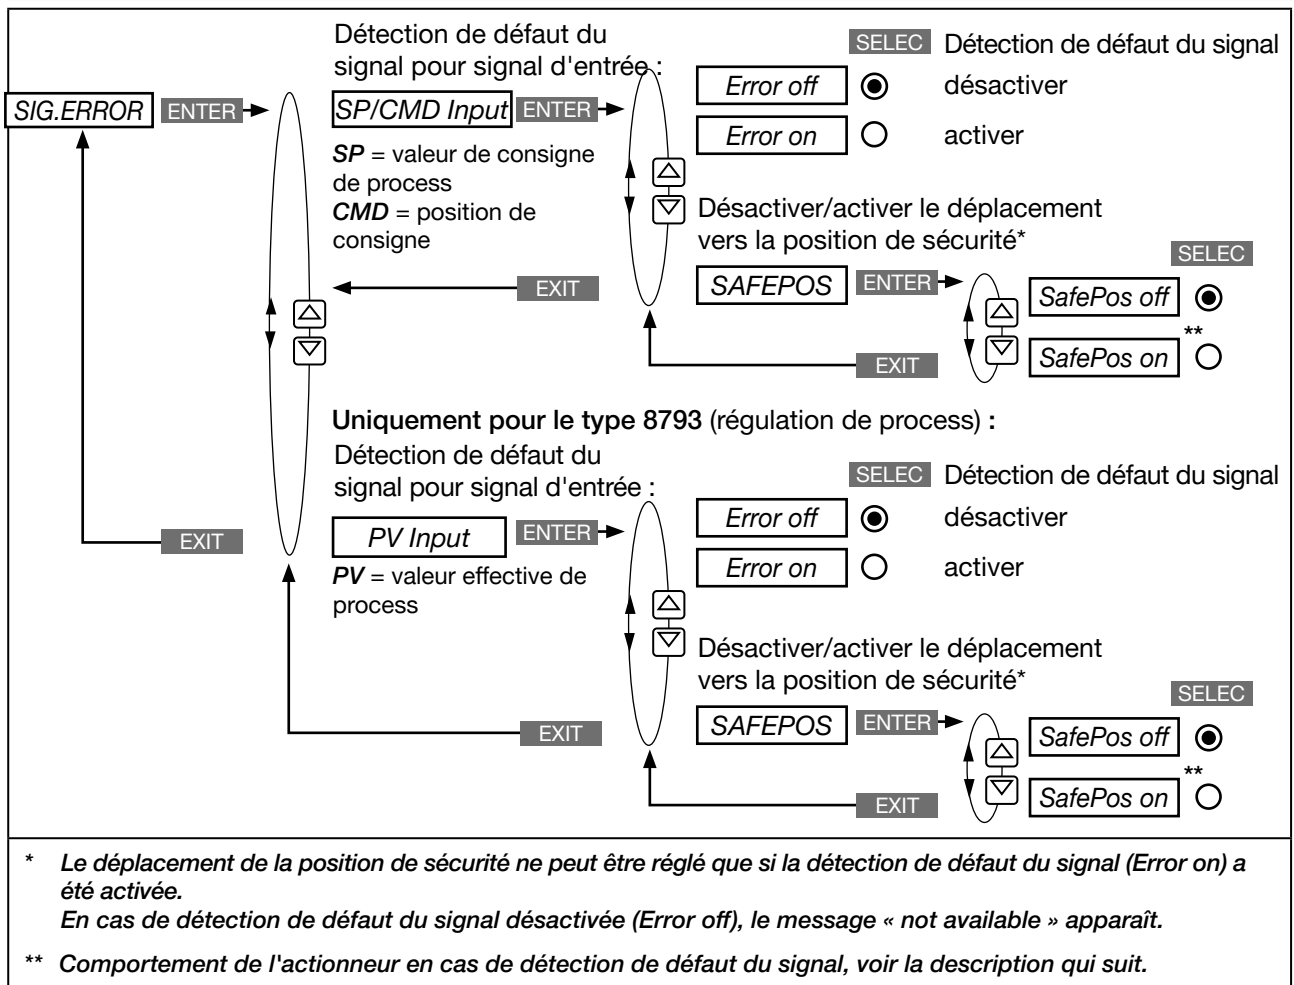 Détection de défaut du
signal pour signal d'entrée :
SELEC Détection de défaut du signal
SIG.ERROR ENTER SP/CMD Input ENTER Error off désactiver
Error on activer
SP = valeur de consigne
de process
CMD = position de
consigne
Désactiver/activer le déplacement
vers la position de sécurité*
SELEC
EXIT SAFEPOS ENTER SafePos off
**
EXIT SafePos on
Uniquement pour le type 8793 (régulation de process) :
Détection de défaut du
signal pour signal d'entrée :
SELEC Détection de défaut du signal
EXIT PV Input ENTER Error off désactiver
Error on activer
PV = valeur effective de
process
Désactiver/activer le déplacement
vers la position de sécurité*
SELEC
EXIT SAFEPOS ENTER SafePos off
**
EXIT SafePos on
* Le déplacement de la position de sécurité ne peut être réglé que si la détection de défaut du signal (Error on) a
été activée.
En cas de détection de défaut du signal désactivée (Error off), le message « not available » apparaît.
** Comportement de l'actionneur en cas de détection de défaut du signal, voir la description qui suit.